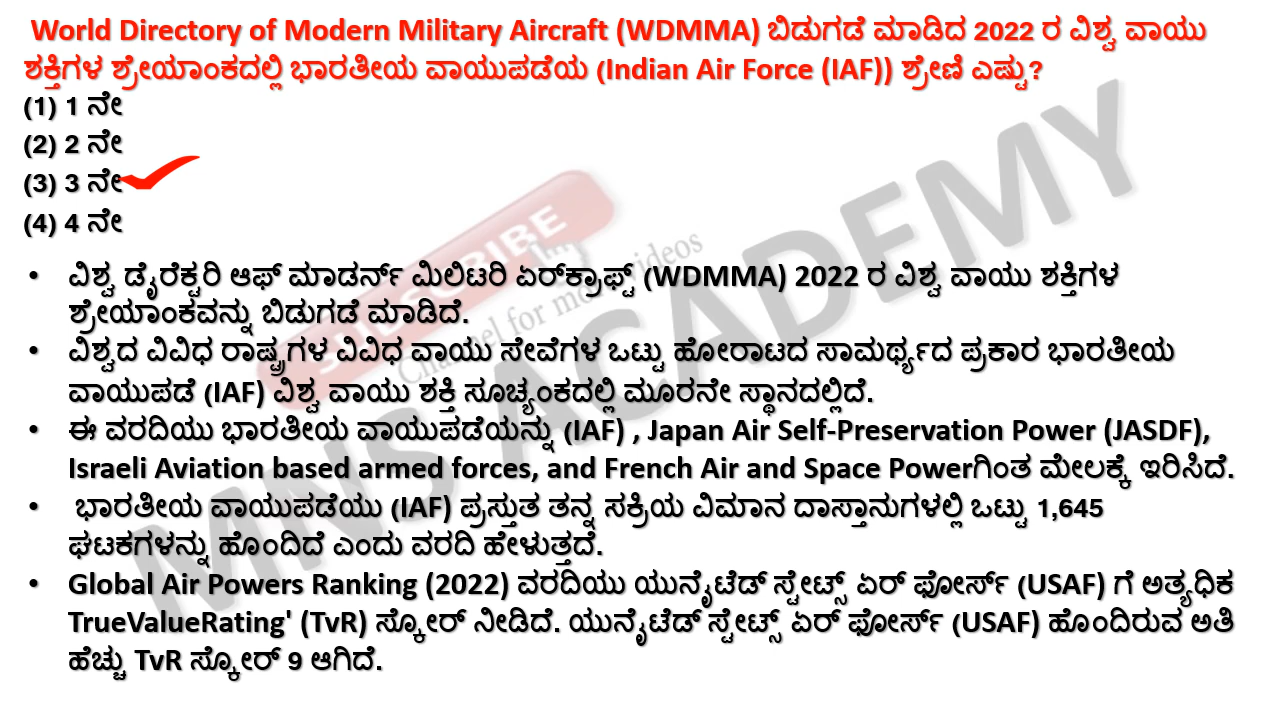 World Directory of Modern Military Aircraft (WDMMA) ಬಿಡುಗಡೆ ಮಾಡಿದ 2022 ರ ವಿಶ್ವ ವಾಯು
ಶಕ್ತಿಗಳ ಶ್ರೇಯಾಂಕದಲ್ಲಿ ಭಾರತೀಯ ವಾಯುಪಡೆಯ (Indian Air Force (IAF)) ಶ್ರೇಣಿ ಎಷ್ಟು?
(1) 1 ನೇ
(2) 2 ನೇ
(3) 3 ನೇ
(4) 4 ನೇ
• ವಿಶ್ವ ಡೈರೆಕ್ಟರಿ ಆಫ್ ಮಾಡರ್ನ್ ಮಿಲಿಟರಿ ಏರ್‌ಕ್ರಾಫ್ಟ್ (WDMMA) 2022 ರ ವಿಶ್ವ ವಾಯು ಶಕ್ತಿಗಳ
ಶ್ರೇಯಾಂಕವನ್ನು ಬಿಡುಗಡೆ ಮಾಡಿದೆ.
• ವಿಶ್ವದ ವಿವಿಧ ರಾಷ್ಟ್ರಗಳ ವಿವಿಧ ವಾಯು ಸೇವೆಗಳ ಒಟ್ಟು ಹೋರಾಟದ ಸಾಮರ್ಥ್ಯದ ಪ್ರಕಾರ ಭಾರತೀಯ
ವಾಯುಪಡೆ (IAF) ವಿಶ್ವ ವಾಯು ಶಕ್ತಿ ಸೂಚ್ಯಂಕದಲ್ಲಿ ಮೂರನೇ ಸ್ಥಾನದಲ್ಲಿದೆ.
• ಈ ವರದಿಯು ಭಾರತೀಯ ವಾಯುಪಡೆಯನ್ನು (IAF) , Japan Air Self-Preservation Power (JASDF),
Israeli Aviation based armed forces, and French Air and Space Powerಗಿಂತ ಮೇಲಕ್ಕೆ ಇರಿಸಿದೆ.
• ಭಾರತೀಯ ವಾಯುಪಡೆಯು (IAF) ಪ್ರಸ್ತುತ ತನ್ನ ಸಕ್ರಿಯ ವಿಮಾನ ದಾಸ್ತಾನುಗಳಲ್ಲಿ ಒಟ್ಟು 1,645
ಘಟಕಗಳನ್ನು ಹೊಂದಿದೆ ಎಂದು ವರದಿ ಹೇಳುತ್ತದೆ.
• Global Air Powers Ranking (2022) ವರದಿಯು ಯುನೈಟೆಡ್ ಸ್ಟೇಟ್ಸ್ ಏರ್ ಫೋರ್ಸ್ (USAF) ಗೆ ಅತ್ಯಧಿಕ
TrueValueRating' (TvR) ಸ್ಕೋರ್ ನೀಡಿದೆ. ಯುನೈಟೆಡ್ ಸ್ಟೇಟ್ಸ್ ಏರ್ ಫೋರ್ಸ್ (USAF) ಹೊಂದಿರುವ ಅತಿ
ಹೆಚ್ಚು TvR ಸ್ಕೋರ್ 9 ಆಗಿದೆ.
SUBSCRIBE
Channel for more videos
MNS ACADEMY